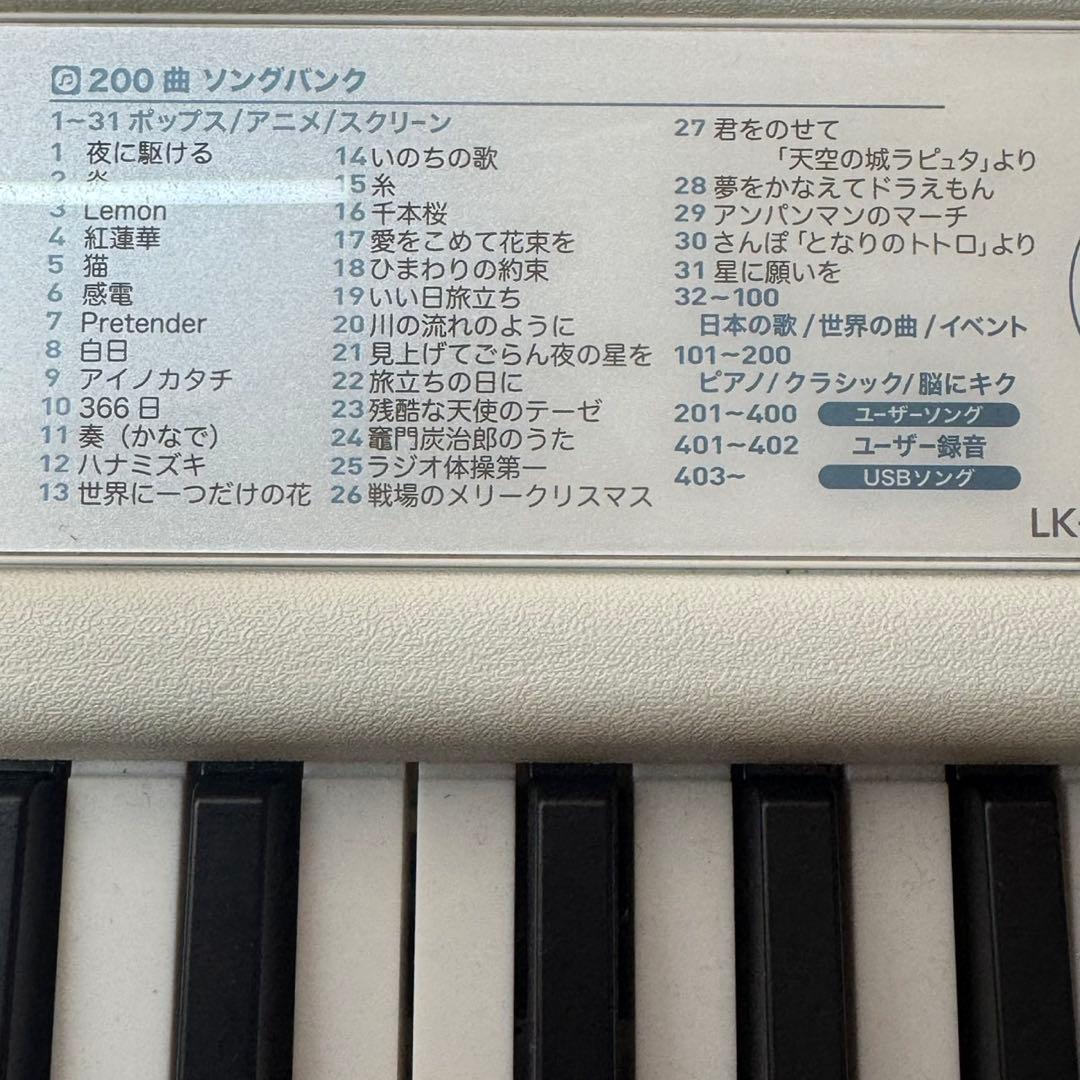 200 曲 ソングバンク
1〜31 ポップス/アニメ/スクリーン
1 夜に駆ける
2 炎
3 Lemon
4 紅蓮華
5 猫
6 感電
7 Pretender
8 白日
9 アイノカタチ
10 366日
11 奏（かなで）
12 ハナミズキ
13 世界に一つだけの花
14 いのちの歌
15 糸
16 千本桜
17 愛をこめて花束を
18 ひまわりの約束
19 いい日旅立ち
20 川の流れのように
21 見上げてごらん夜の星を
22 旅立ちの日に
23 残酷な天使のテーゼ
24 竈門炭治郎のうた
25 ラジオ体操第一
26 戦場のメリークリスマス
27 君をのせて
「天空の城ラピュタ」より
28 夢をかなえてドラえもん
29 アンパンマンのマーチ
30 さんぽ「となりのトトロ」より
31 星に願いを
32〜100
日本の歌/世界の曲/イベント
101〜200
ピアノ/クラシック/脳にキク
201〜400 ユーザーソング
401〜402 ユーザー録音
403〜 USBソング
LK-